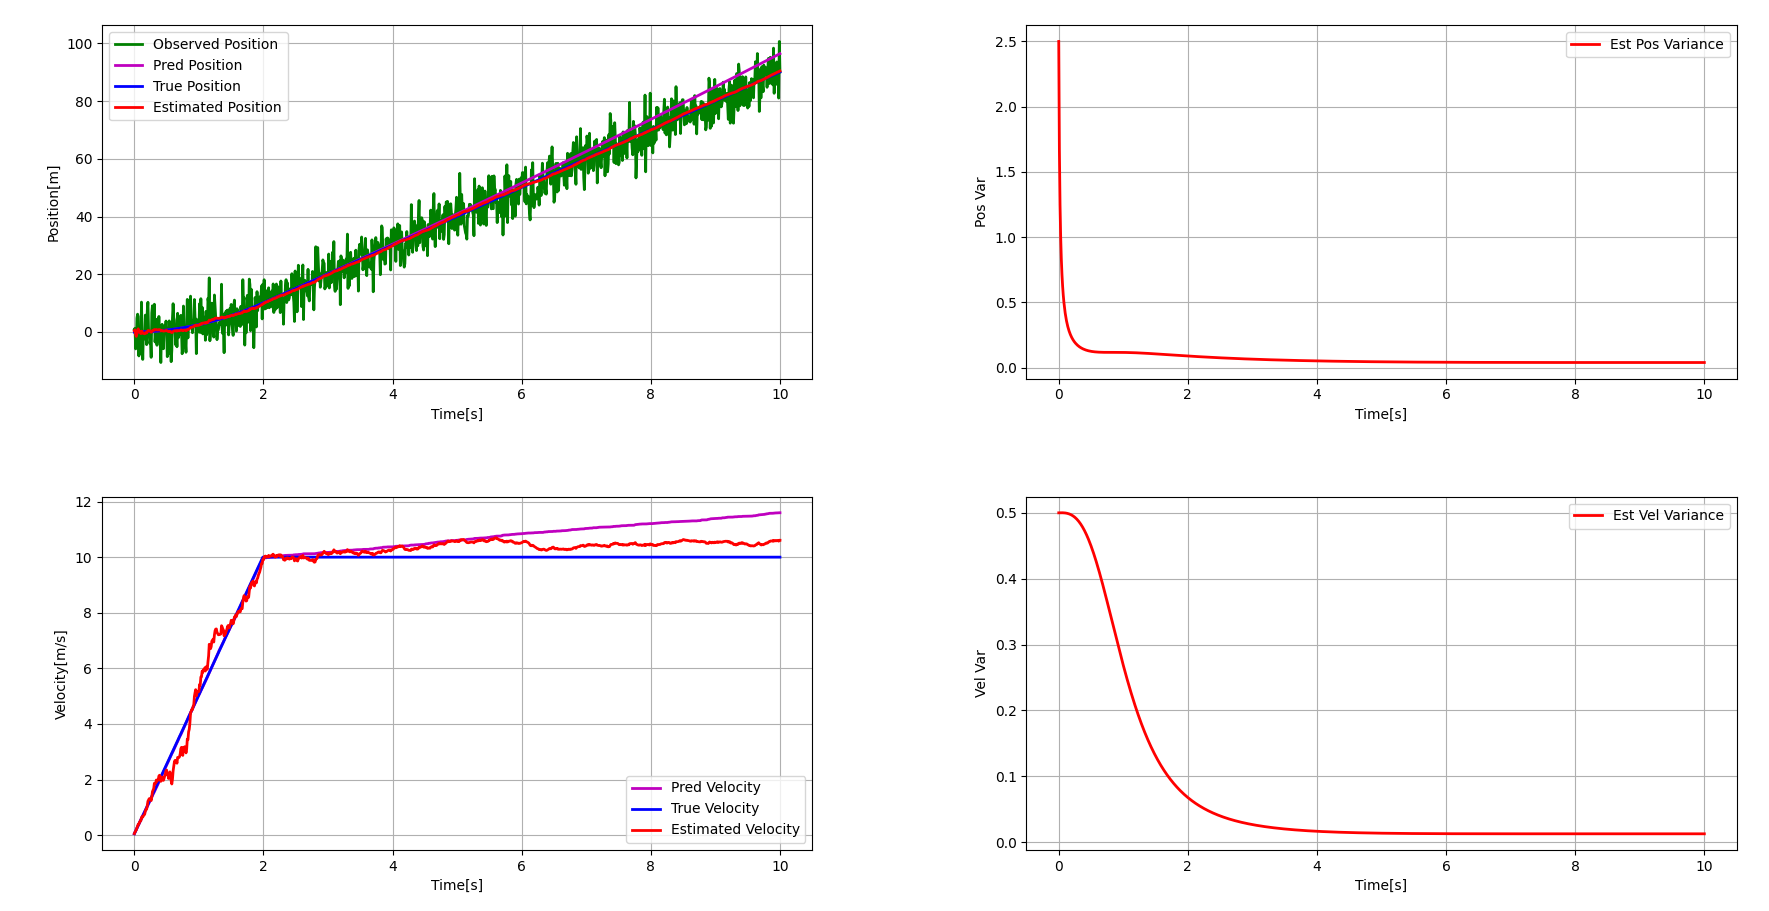 100
80
60
40
20
0
Position[m]
Observed Position
Pred Position
True Position
Estimated Position
0 2 4 6 8 10
Time[s]
2.5
2.0
1.5
1.0
0.5
0.0
Pos Var
Est Pos Variance
0 2 4 6 8 10
Time[s]
12
10
8
6
4
2
0
Velocity[m/s]
Pred Velocity
True Velocity
Estimated Velocity
0 2 4 6 8 10
Time[s]
0.5
0.4
0.3
0.2
0.1
0.0
Vel Var
Est Vel Variance
0 2 4 6 8 10
Time[s]